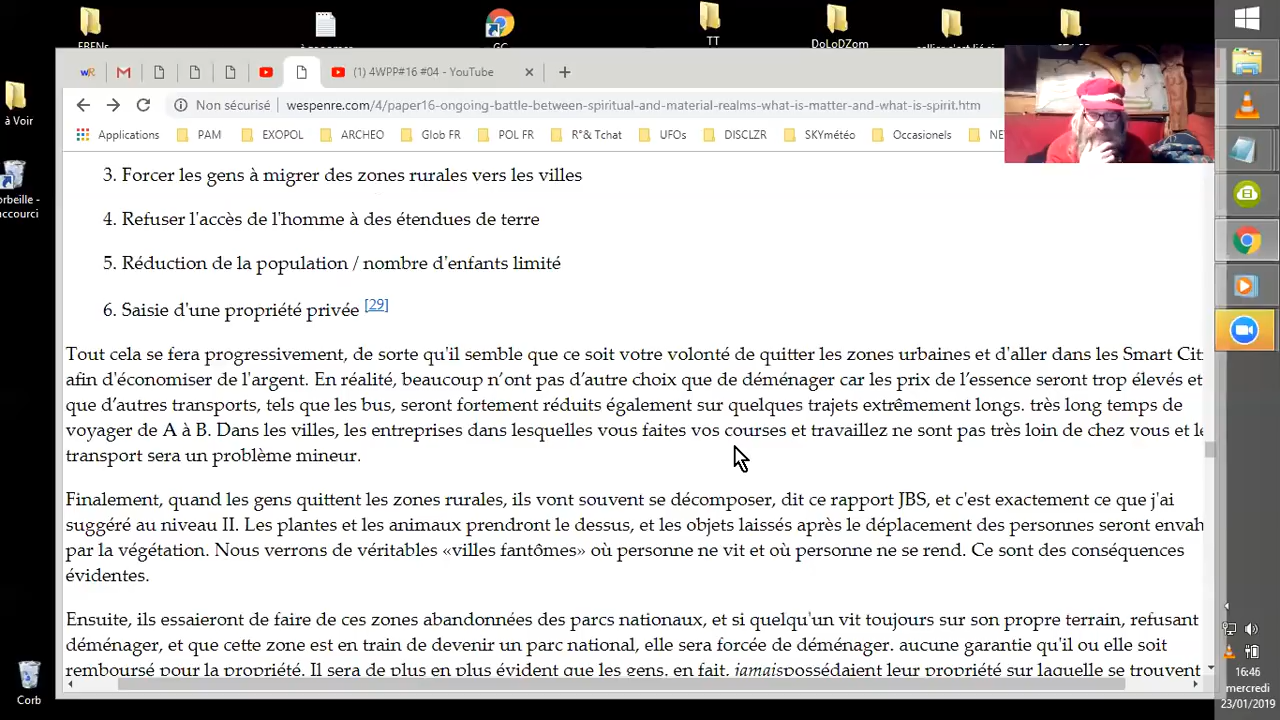 TT
DoLoDZom
(1) 4WPP#16 #04 - YouTube
Non sécurisé
wespenre.com/4/paper16-ongoing-battle-between-spiritual-and-material-realms-what-is-matter-and-what-is-spirit.htm
Applications PAM EXOPOL ARCHEO Glob FR POL FR R°& Tchat UFOs DISCLZR SKYmétéo Occasionels
à Voir
3. Forcer les gens à migrer des zones rurales vers les villes
4. Refuser l'accès de l'homme à des étendues de terre
5. Réduction de la population / nombre d'enfants limité
6. Saisie d'une propriété privée [29]
Tout cela se fera progressivement, de sorte qu'il semble que ce soit votre volonté de quitter les zones urbaines et d'aller dans les Smart Cit
afin d'économiser de l'argent. En réalité, beaucoup n’ont pas d’autre choix que de déménager car les prix de l’essence seront trop élevés et
que d’autres transports, tels que les bus, seront fortement réduits également sur quelques trajets extrêmement longs. très long temps de
voyager de A à B. Dans les villes, les entreprises dans lesquelles vous faites vos courses et travaillez ne sont pas très loin de chez vous et le
transport sera un problème mineur.
Finalement, quand les gens quittent les zones rurales, ils vont souvent se décomposer, dit ce rapport JBS, et c'est exactement ce que j'ai
suggéré au niveau II. Les plantes et les animaux prendront le dessus, et les objets laissés après le déplacement des personnes seront envah
par la végétation. Nous verrons de véritables «villes fantômes» où personne ne vit et où personne ne se rend. Ce sont des conséquences
évidentes.
Ensuite, ils essaieront de faire de ces zones abandonnées des parcs nationaux, et si quelqu'un vit toujours sur son propre terrain, refusant
déménager, et que cette zone est en train de devenir un parc national, elle sera forcée de déménager. aucune garantie qu'il ou elle soit
remboursé pour la propriété. Il sera de plus en plus évident que les gens, en fait, jamaispossédaient leur propriété sur laquelle se trouvent
orbeille -
ccourci
Corb
16:46
mercredi
23/01/2019